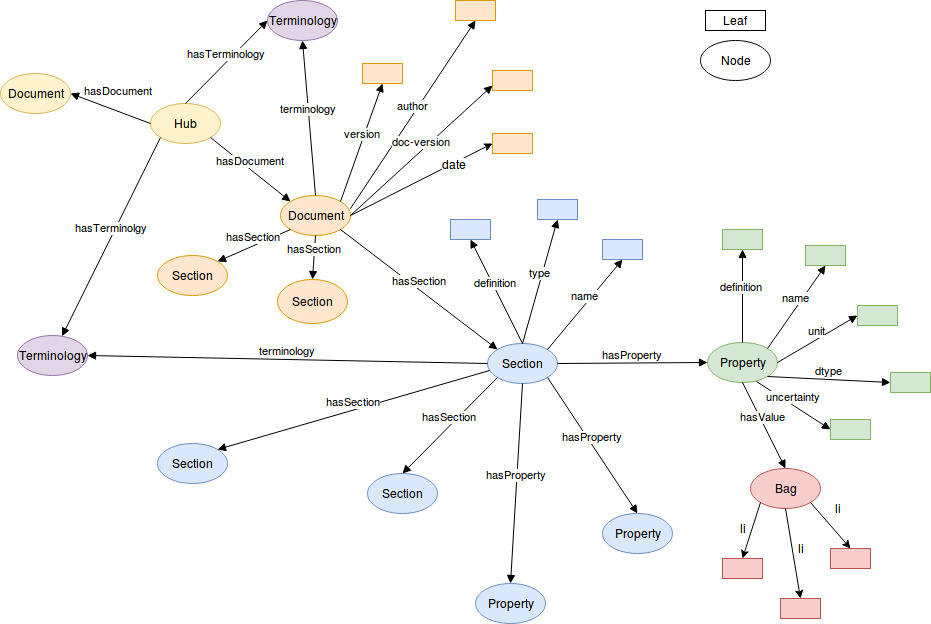 Terminology
Leaf
hasTerminology
Node
Document
hasDocument
author
terminology
Hub
version
doc-version
hasDocument
date
Document
hasTerminolgy
hasSection
hasSection
hasSection
type
Section
definition
definition
name
name
Section
unit
terminology
hasProperty
Terminology
Section
Property
dtype
uncertainty
hasSection
hasSection
hasValue
hasProperty
Section
hasProperty
Bag
Section
li
li
Property
li
Property